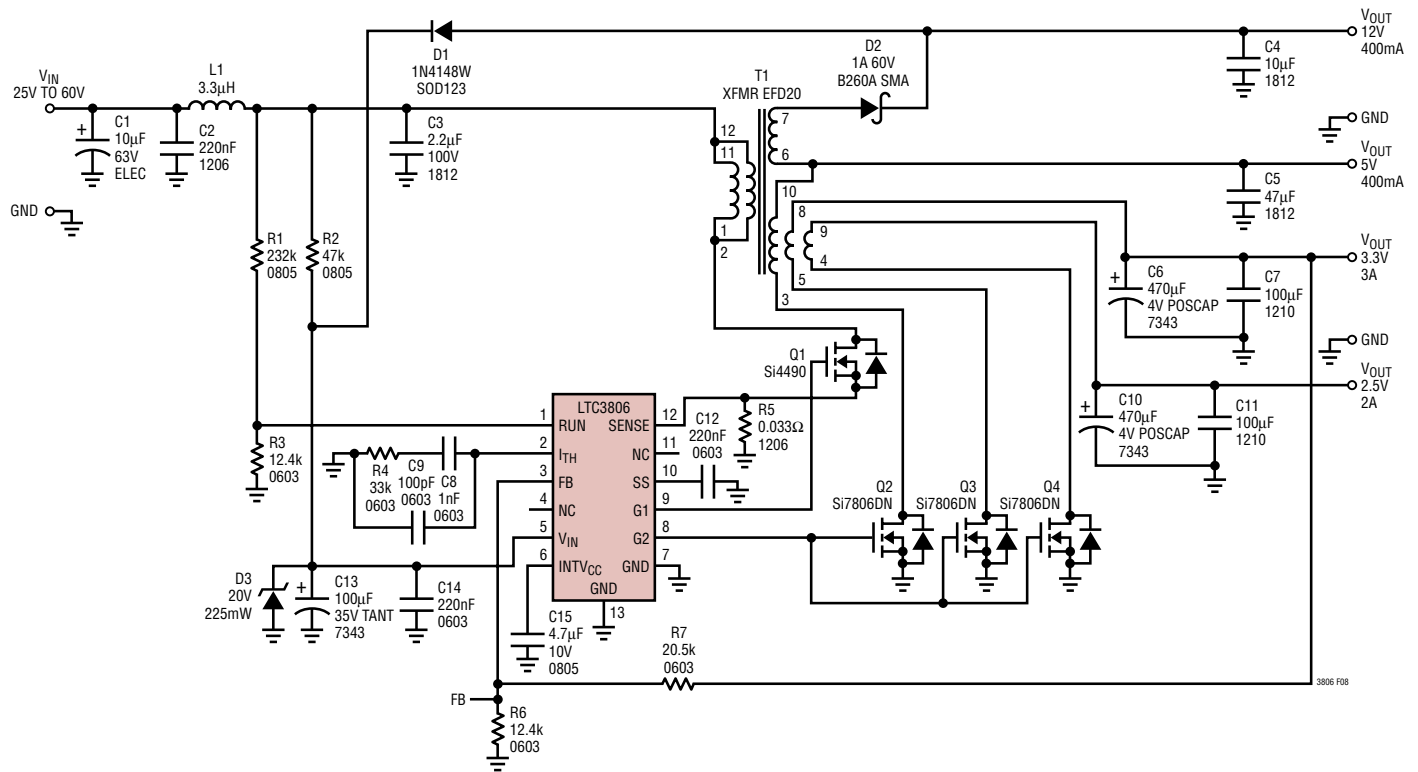 V_OUT
12V
400mA
D1
1N4148W
SOD123
D2
1A 60V
B260A SMA
C4
10µF
1812
V_IN
25V TO 60V
L1
3.3µH
T1
XFMR EFD20
+
C1
10µF
63V
ELEC
C2
220nF
1206
C3
2.2µF
100V
1812
12
11
1
2
7
6
10
8
9
4
5
3
GND
V_OUT
5V
400mA
C5
47µF
1812
GND
R1
232k
0805
R2
47k
0805
V_OUT
3.3V
3A
+
C6
470µF
4V POSCAP
7343
C7
100µF
1210
GND
Q1
Si4490
V_OUT
2.5V
2A
+
C10
470µF
4V POSCAP
7343
C11
100µF
1210
R5
0.033Ω
1206
C12
220nF
0603
LTC3806
1
RUN
2
I_TH
3
FB
4
NC
5
V_IN
6
INTV_CC
SENSE
12
NC
11
SS
10
G1
9
G2
8
GND
7
GND
13
R3
12.4k
0603
R4
33k
0603
C9
100pF
0603
C8
1nF
0603
Q2
Si7806DN
Q3
Si7806DN
Q4
Si7806DN
D3
20V
225mW
+
C13
100µF
35V TANT
7343
C14
220nF
0603
C15
4.7µF
10V
0805
R7
20.5k
0603
3806 F08
FB
R6
12.4k
0603